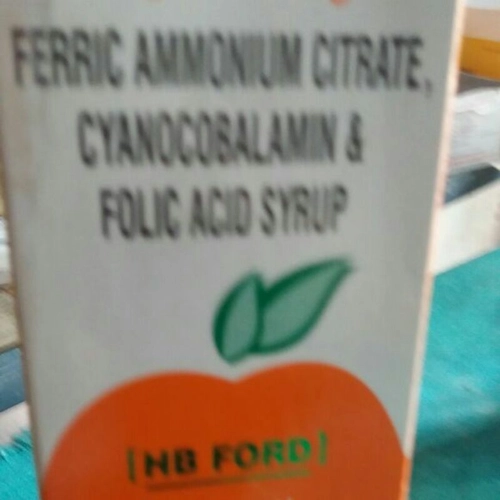 FERRIC AMMONIUM CITRATE,
CYANOCOBALAMIN &
FOLIC ACID SYRUP
[HB FORD]